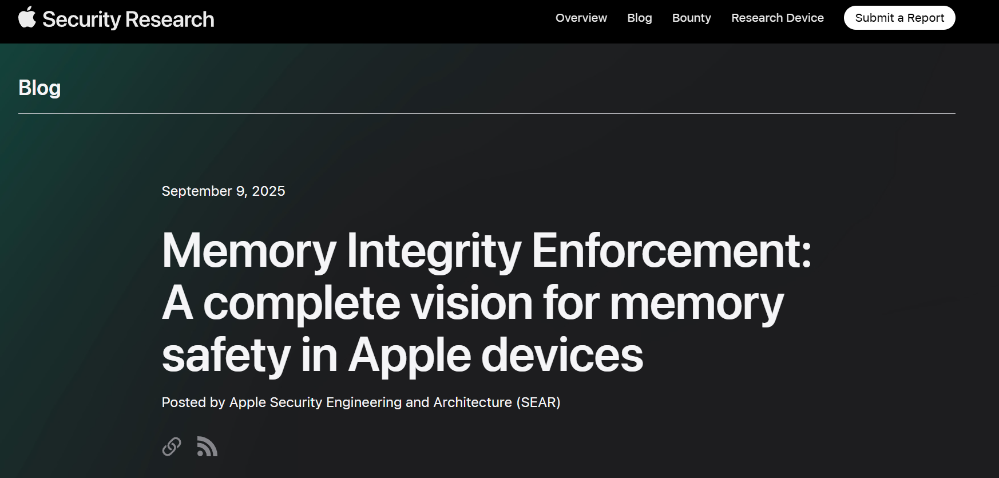 Security Research
Overview Blog Bounty Research Device Submit a Report
Blog
September 9, 2025
Memory Integrity Enforcement:
A complete vision for memory
safety in Apple devices
Posted by Apple Security Engineering and Architecture (SEAR)